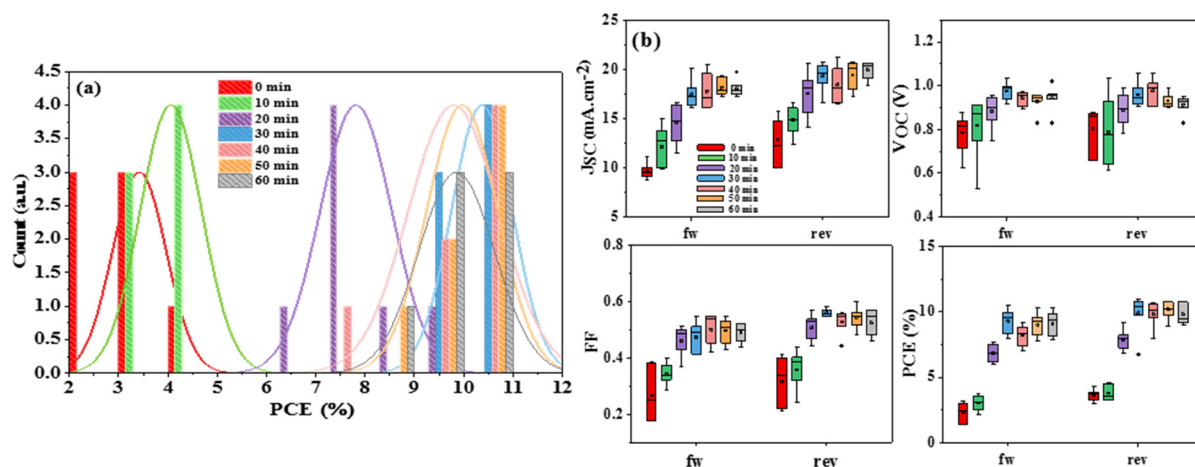 (a)
0 min
10 min
20 min
30 min
40 min
50 min
60 min
Count (a.u.)
4.5
4.0
3.5
3.0
2.5
2.0
1.5
1.0
0.5
0.0
2 3 4 5 6 7 8 9 10 11 12
PCE (%)
(b)
JSC (mA.cm-2)
25
20
15
10
5
0 min
10 min
20 min
30 min
40 min
50 min
60 min
fw rev
VOC (V)
1.2
1.0
0.8
0.6
0.4
fw rev
FF
0.8
0.6
0.4
0.2
fw rev
PCE (%)
15
10
5
0
fw rev